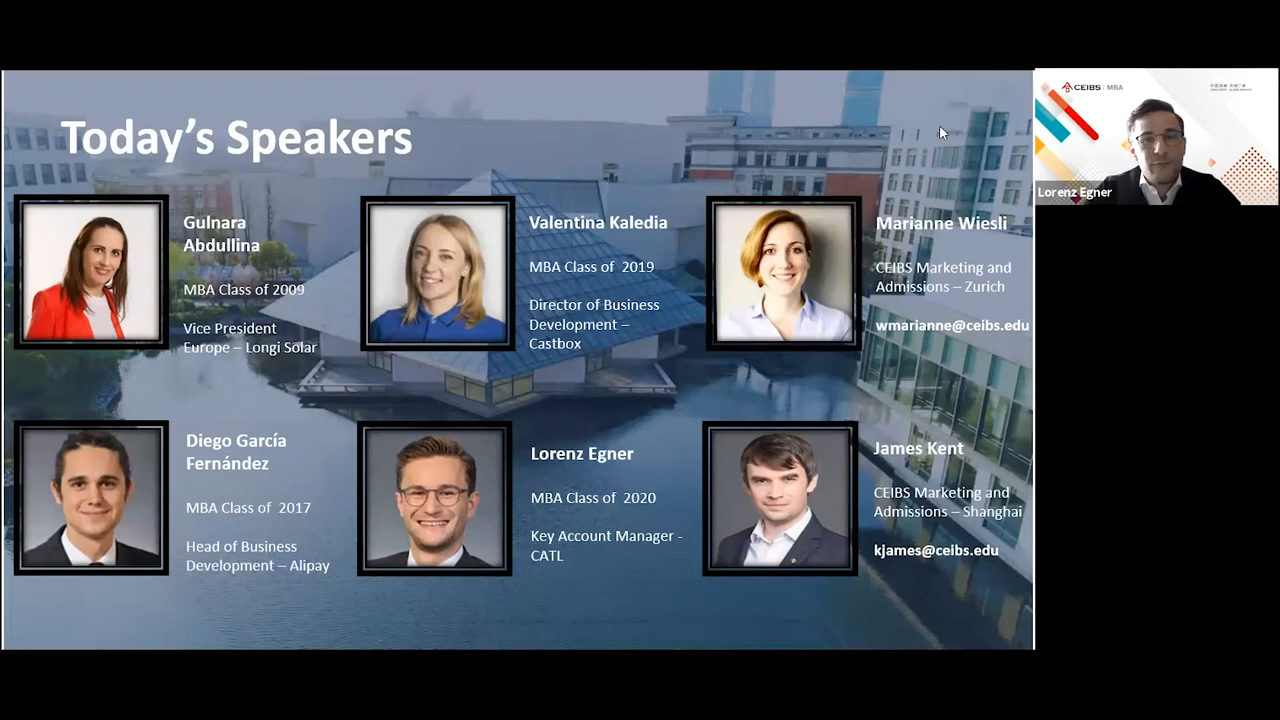 Today's Speakers
Gulnara
Abdullina
MBA Class of 2009
Vice President
Europe – Longi Solar
Valentina Kaledia
MBA Class of  2019
Director of Business
Development –
Castbox
Marianne Wiesli
CEIBS Marketing and
Admissions – Zurich
wmarianne@ceibs.edu
Diego García
Fernández
MBA Class of  2017
Head of Business
Development – Alipay
Lorenz Egner
MBA Class of  2020
Key Account Manager -
CATL
James Kent
CEIBS Marketing and
Admissions – Shanghai
kjames@ceibs.edu
CEIBS | MBA
Lorenz Egner